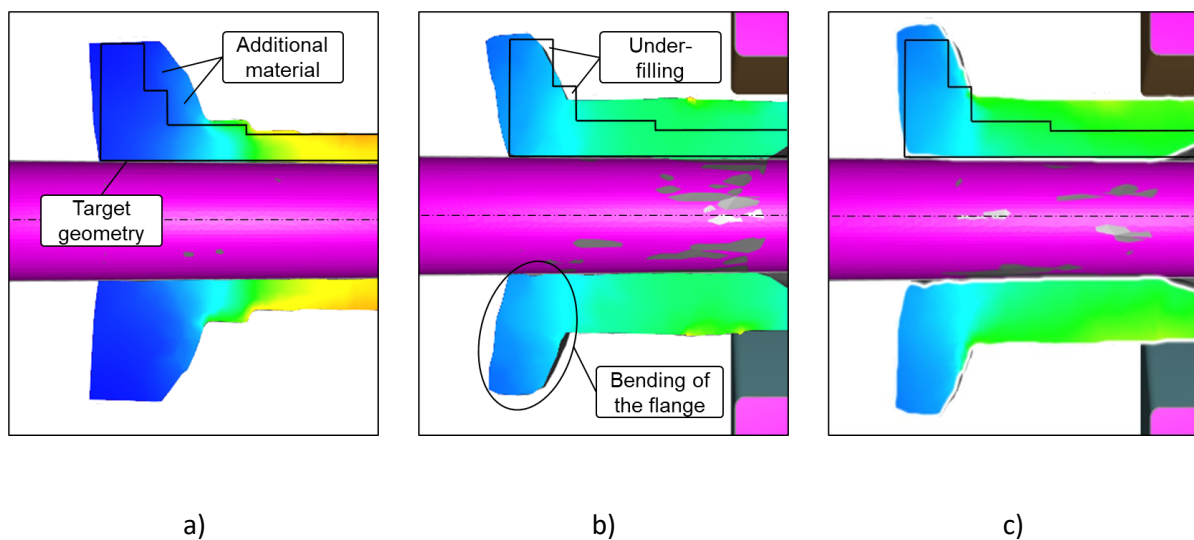 Additional
material
Target
geometry
Under-
filling
Bending of
the flange
a)
b)
c)